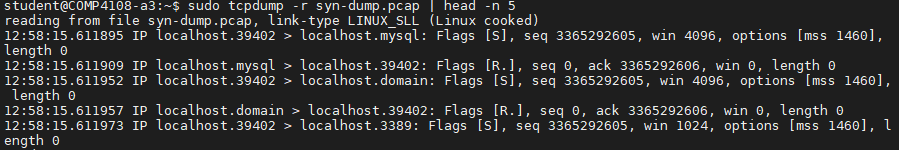 student@COMP4108-a3:~$ sudo tcpdump -r syn-dump.pcap | head -n 5
reading from file syn-dump.pcap, link-type LINUX_SLL (Linux cooked)
12:58:15.611895 IP localhost.39402 > localhost.mysql: Flags [S], seq 3365292605, win 4096, options [mss 1460],
length 0
12:58:15.611909 IP localhost.mysql > localhost.39402: Flags [R.], seq 0, ack 3365292606, win 0, length 0
12:58:15.611952 IP localhost.39402 > localhost.domain: Flags [S], seq 3365292605, win 4096, options [mss 1460],
 length 0
12:58:15.611957 IP localhost.domain > localhost.39402: Flags [R.], seq 0, ack 3365292606, win 0, length 0
12:58:15.611973 IP localhost.39402 > localhost.3389: Flags [S], seq 3365292605, win 1024, options [mss 1460], l
ength 0